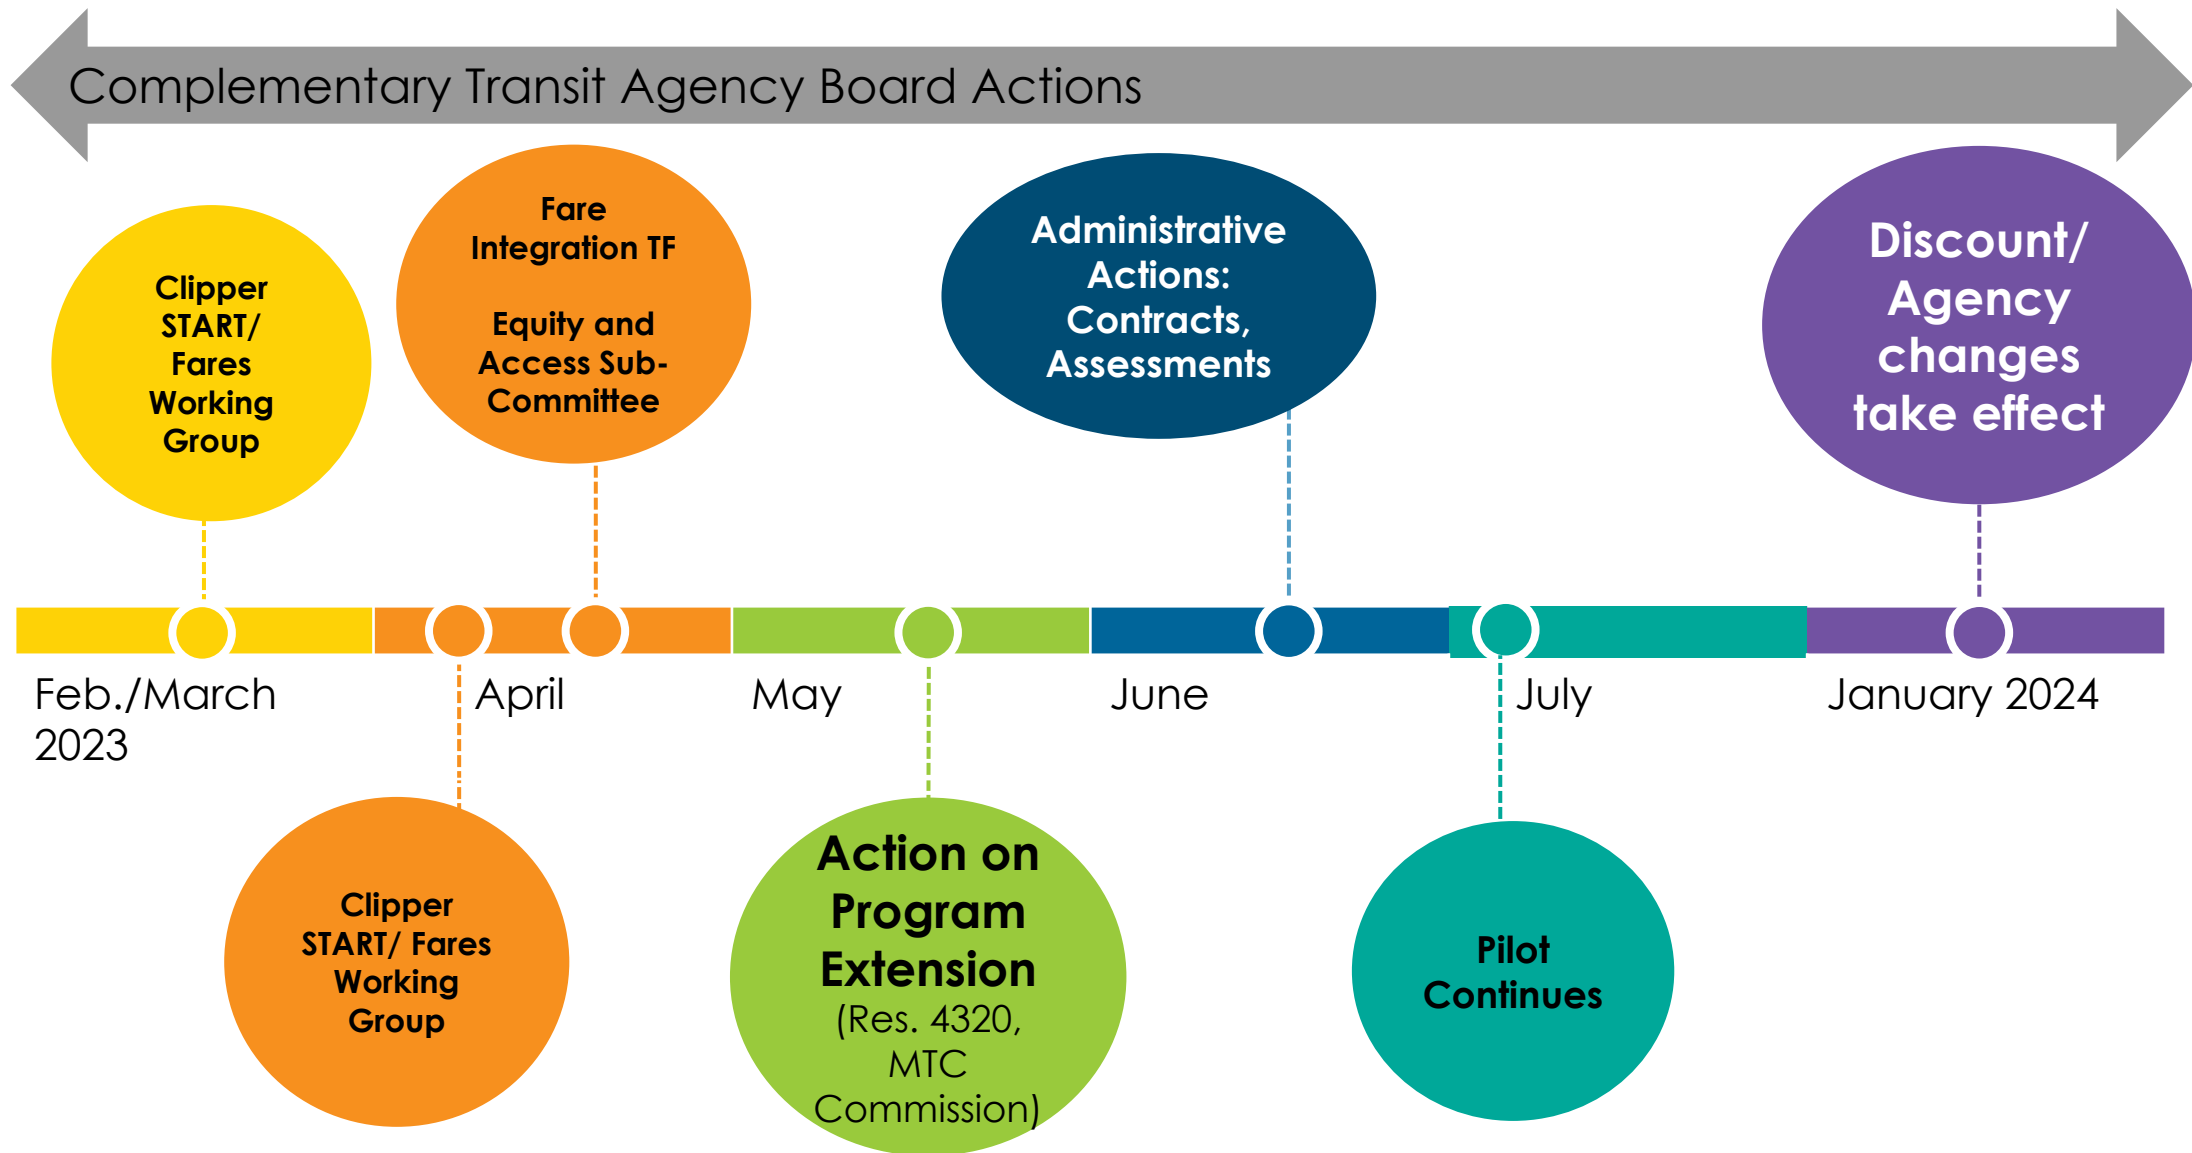 Complementary Transit Agency Board Actions
Clipper
START/
Fares
Working
Group
Fare
Integration TF
Equity and
Access Sub-
Committee
Administrative
Actions:
Contracts,
Assessments
Discount/
Agency
changes
take effect
Feb./March
2023
April
May
June
July
January 2024
Clipper
START/ Fares
Working
Group
Action on
Program
Extension
(Res. 4320,
MTC
Commission)
Pilot
Continues